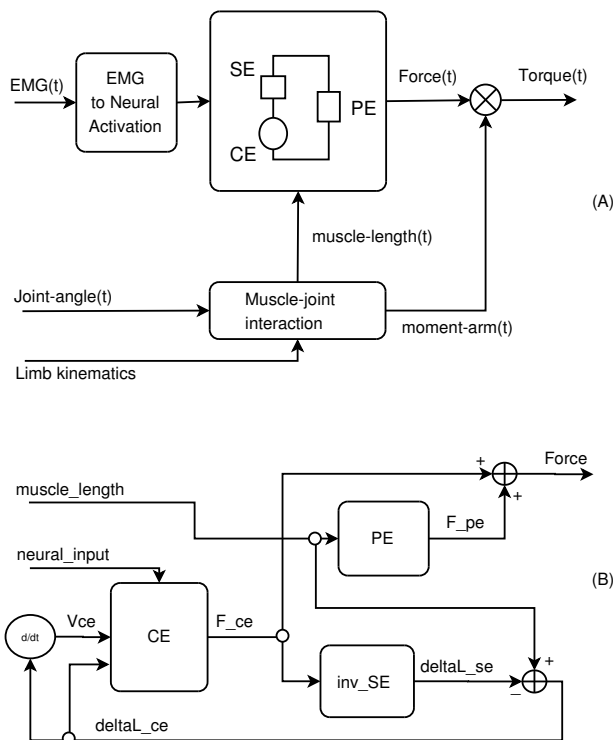 EMG(t)
EMG
to Neural
Activation
SE
CE
PE
Force(t)
Torque(t)
(A)
muscle-length(t)
Joint-angle(t)
Muscle-joint
interaction
moment-arm(t)
Limb kinematics
muscle_length
neural_input
d/dt
Vce
CE
F_ce
PE
F_pe
+
+
Force
(B)
inv_SE
deltaL_se
+
–
deltaL_ce